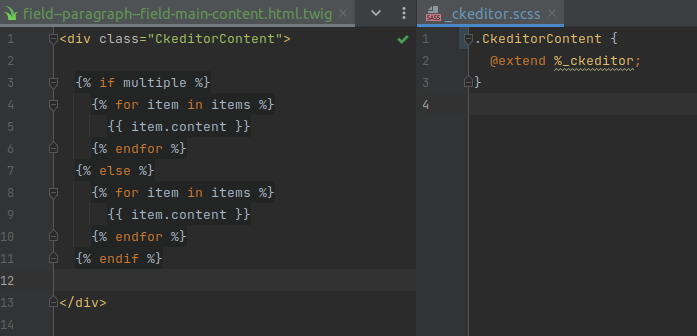 field--paragraph--field-main-content.html.twig
1 <div class="CkeditorContent">
2
3 {% if multiple %}
4 {% for item in items %}
5 {{ item.content }}
6 {% endfor %}
7 {% else %}
8 {% for item in items %}
9 {{ item.content }}
10 {% endfor %}
11 {% endif %}
12
13 </div>
14
SASS _ckeditor.scss
1 .CkeditorContent {
2 @extend %_ckeditor;
3 }
4